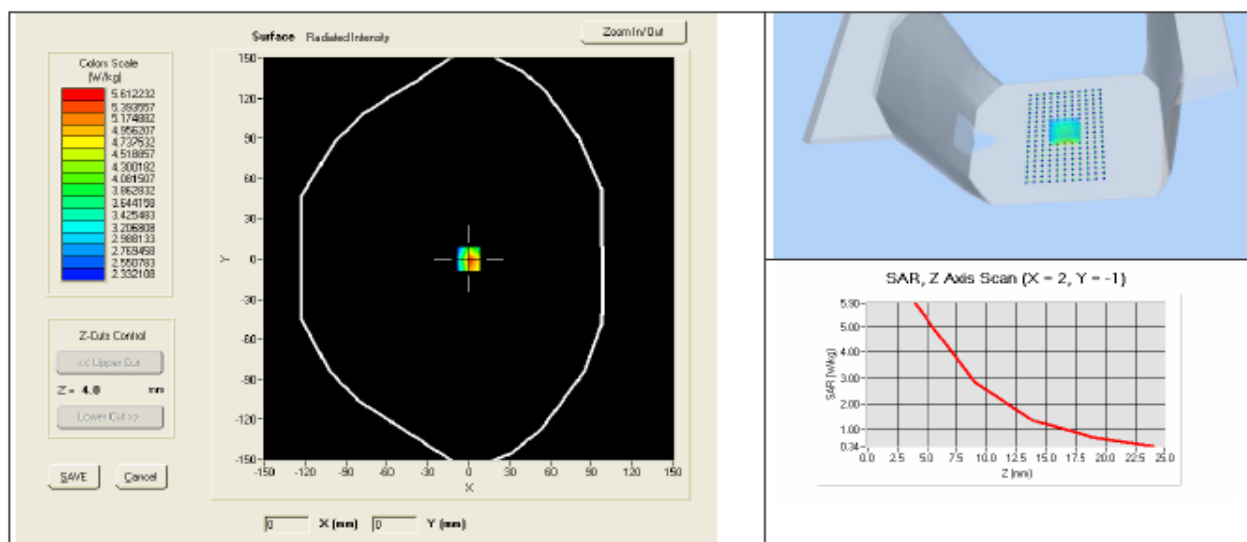 Surface Radiated Intensity
Zoom In/Out
Colors Scale
(W/kg)
5.612232
5.393557
5.174882
4.956207
4.737532
4.518857
4.300182
4.081507
3.862832
3.644158
3.425483
3.206808
2.988133
2.769458
2.550783
2.332108
Z-Cuts Control
<< Upper Cut
Z = 4.0 mm
Lower Cut >>
SAVE Cancel
150
120
90
60
30
0
-30
-60
-90
-120
-150
Y
-150 -120 -90 -60 -30 0 30 60 90 120 150
X
0 X (mm) 0 Y (mm)
SAR, Z Axis Scan (X = 2, Y = -1)
5.90
5.00
4.00
3.00
2.00
1.00
0.34
SAR (W/kg)
0.0 2.5 5.0 7.5 10.0 12.5 15.0 17.5 20.0 22.5 25.0
Z (mm)